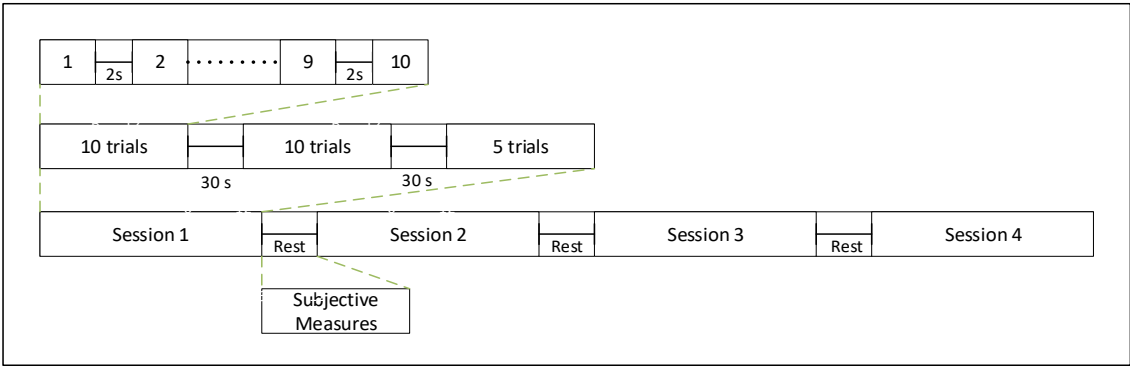 1 2 ......... 9 10
2s 2s
10 trials 10 trials 5 trials
30 s 30 s
Session 1 Session 2 Session 3 Session 4
Rest Rest Rest
Subjective
Measures